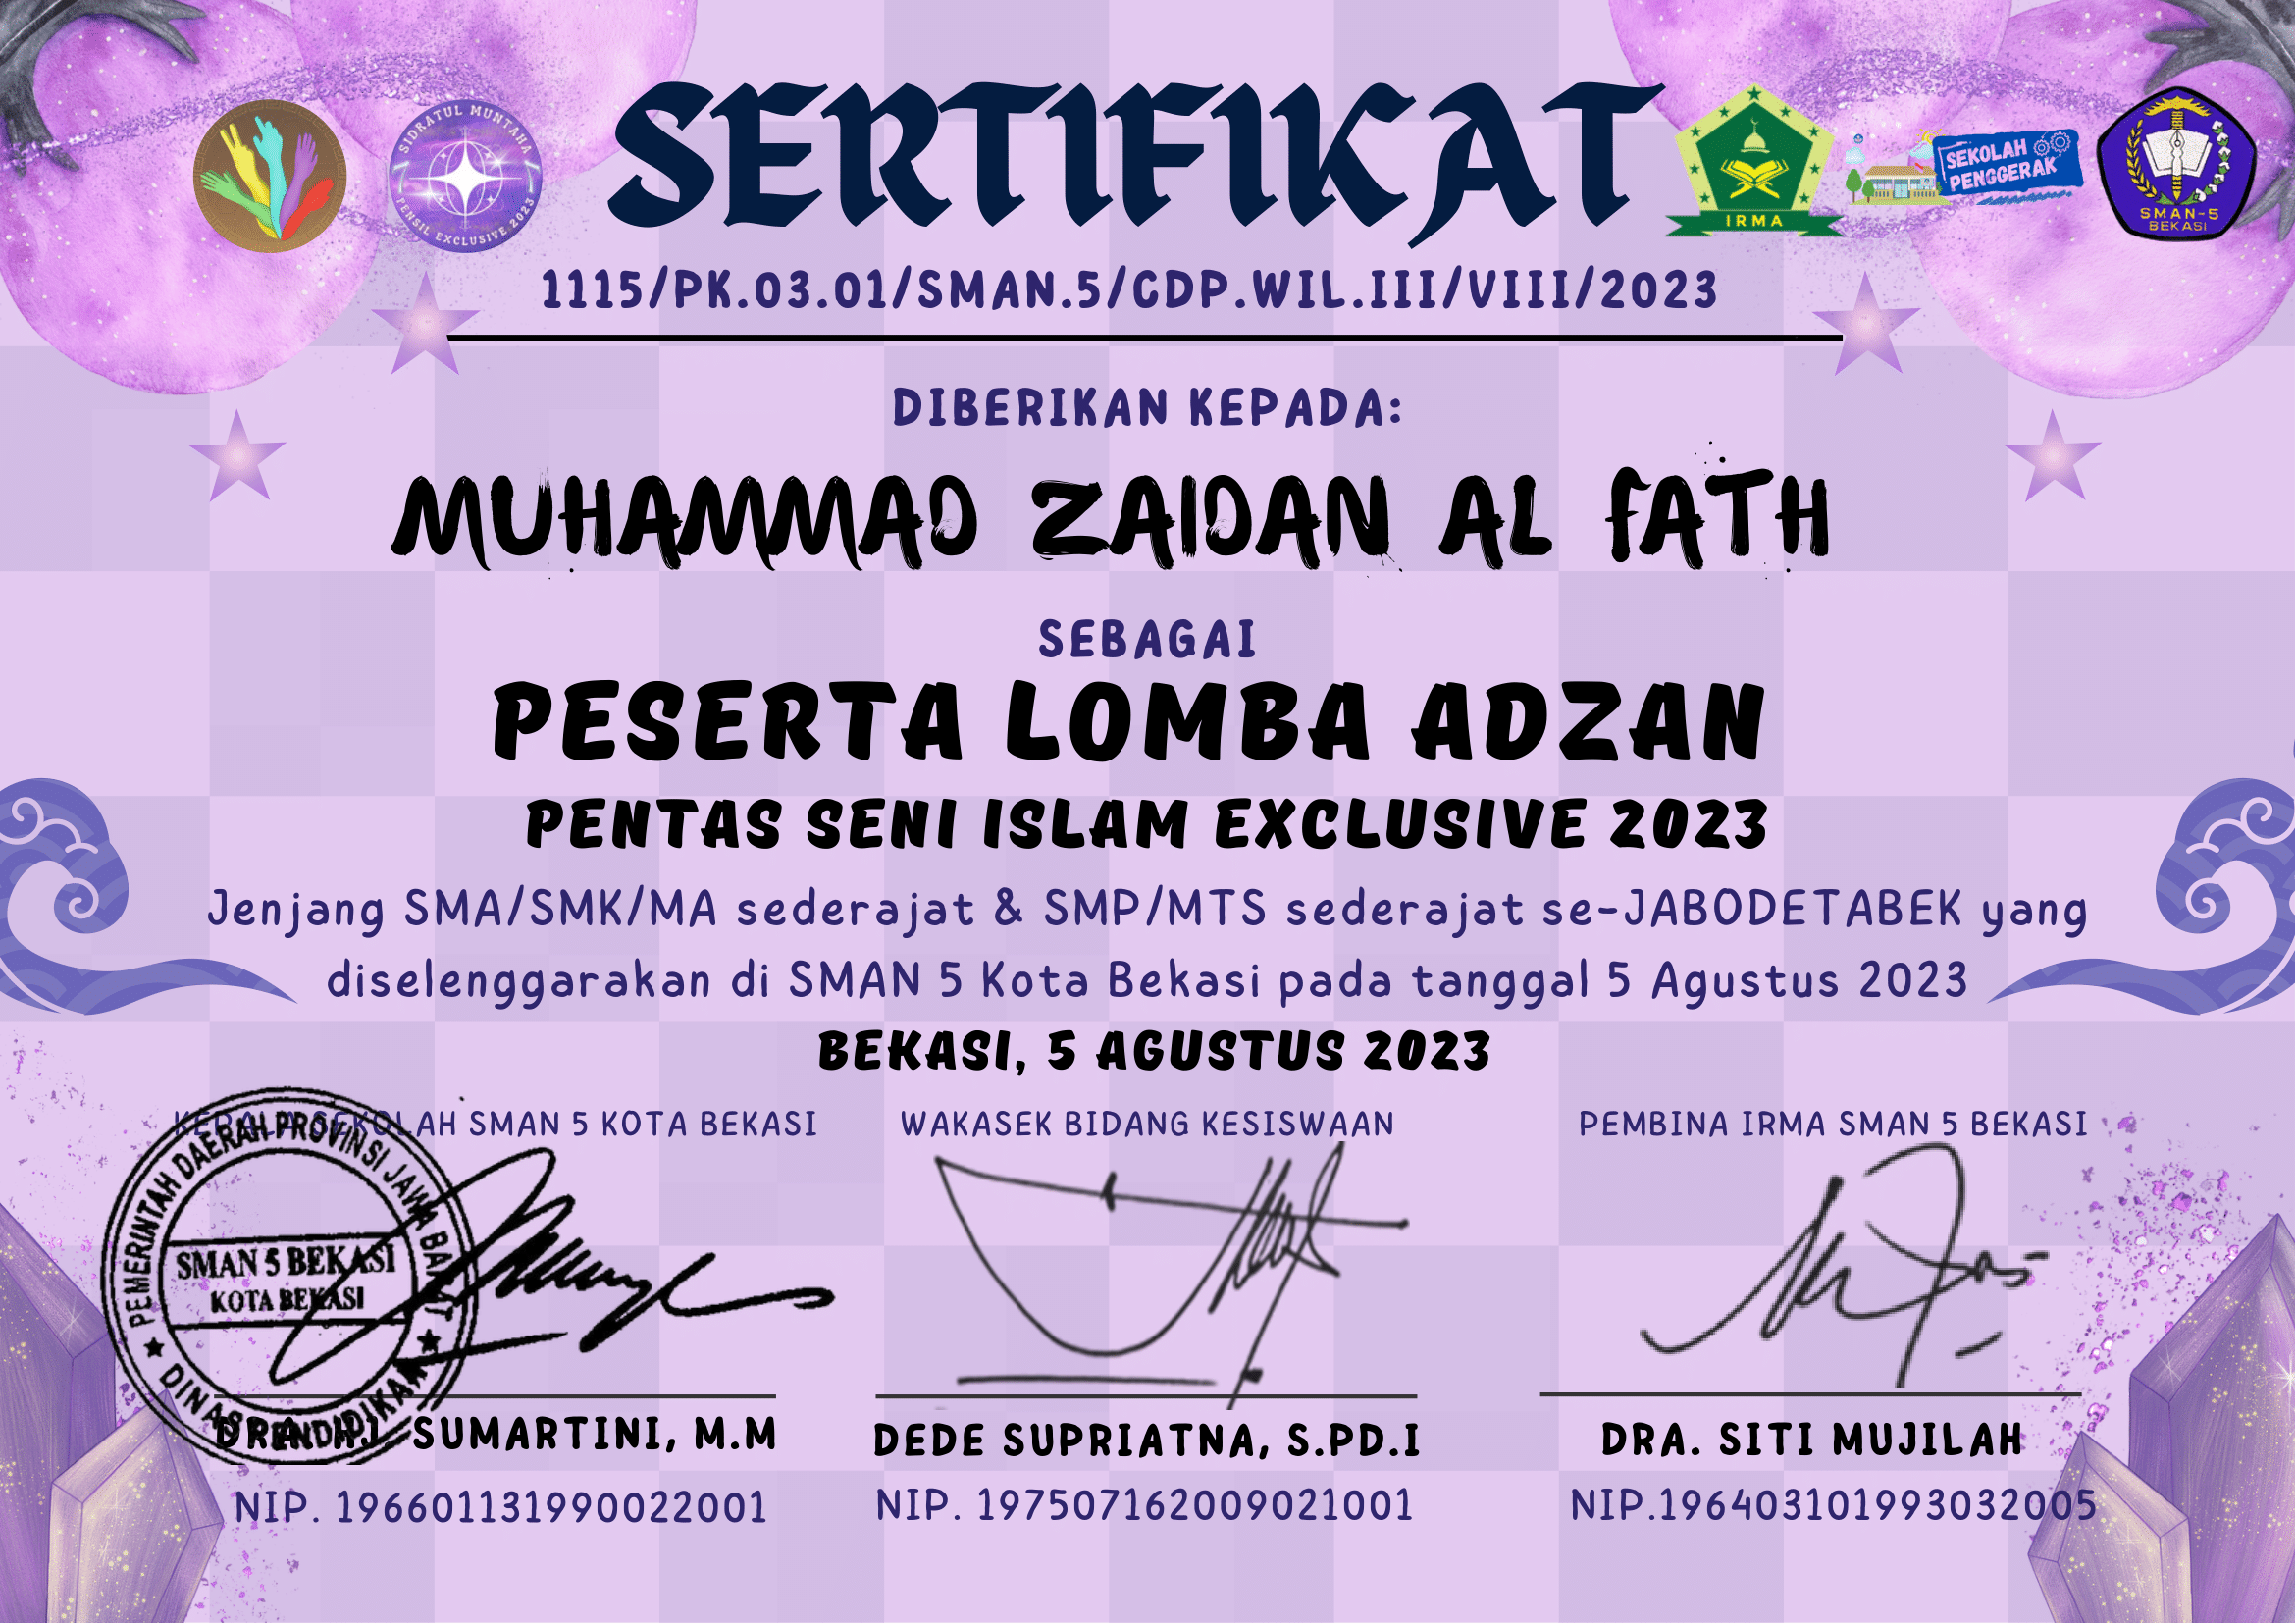 SERTIFIKAT
SIDRATUL MUNTAHA
PENSIL EXCLUSIVE 2023
IRMA
SEKOLAH
PENGGERAK
SMAN-5
BEKASI
1115/PK.03.01/SMAN.5/CDP.WIL.III/VIII/2023
DIBERIKAN KEPADA:
MUHAMMAD ZAIDAN AL FATH
SEBAGAI
PESERTA LOMBA ADZAN
PENTAS SENI ISLAM EXCLUSIVE 2023
Jenjang SMA/SMK/MA sederajat & SMP/MTS sederajat se-JABODETABEK yang
diselenggarakan di SMAN 5 Kota Bekasi pada tanggal 5 Agustus 2023
BEKASI, 5 AGUSTUS 2023
KEPALA SEKOLAH SMAN 5 KOTA BEKASI
WAKASEK BIDANG KESISWAAN
PEMBINA IRMA SMAN 5 BEKASI
PEMERINTAH DAERAH PROVINSI JAWA BARAT
SMAN 5 BEKASI
KOTA BEKASI
DINAS PENDIDIKAN
SUMARTINI, M.M
DEDE SUPRIATNA, S.PD.I
DRA. SITI MUJILAH
NIP. 196601131990022001
NIP. 197507162009021001
NIP.196403101993032005